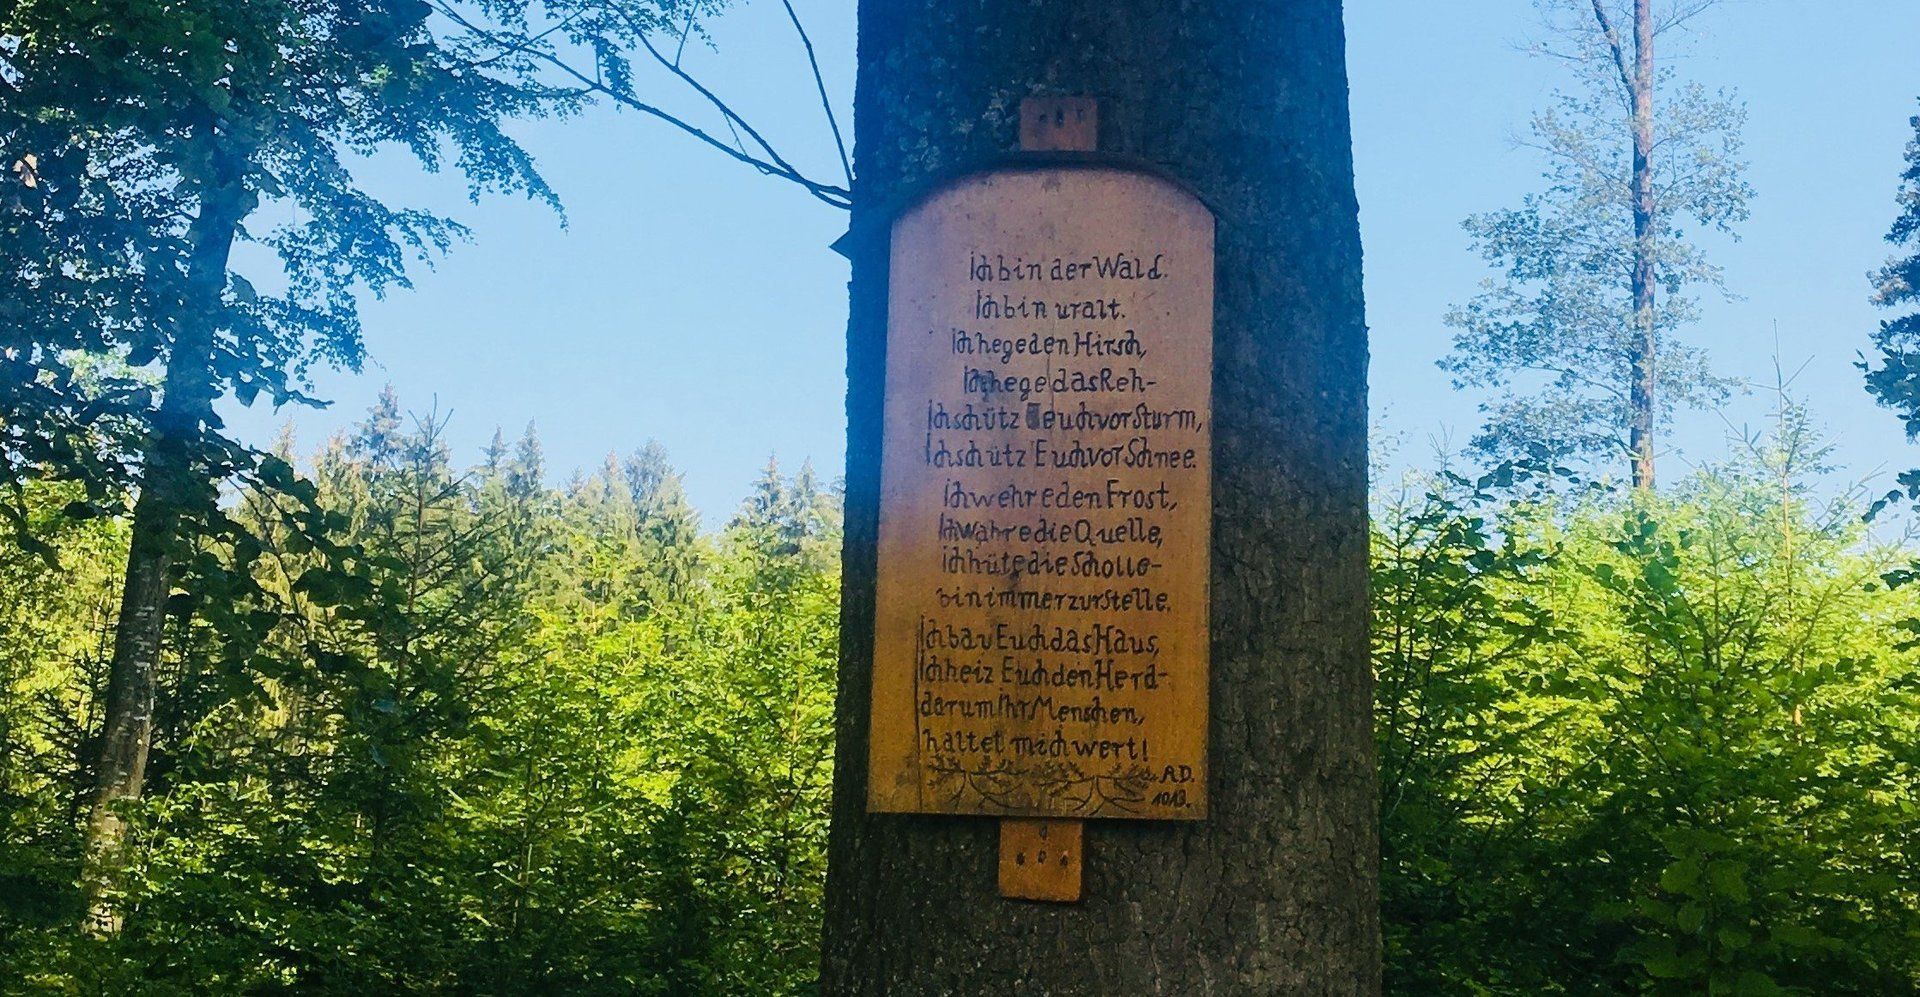 Ich bin der Wald.
Ich bin uralt.
Ich hege den Hirsch,
Ich hege das Reh-
Ich schütz euch vor Sturm,
Ich schütz Euch vor Schnee.
ich wehre den Frost,
Ich wahre die Quelle,
ich hüte die Scholle-
bin immer zur Stelle.
Ich bau Euch das Haus,
Ich heiz Euch den Herd-
darum Ihr Menschen,
haltet mich wert!
A.D.